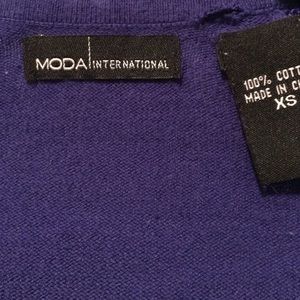 MODA INTERNATIONAL
100% COTT
MADE IN C
XS